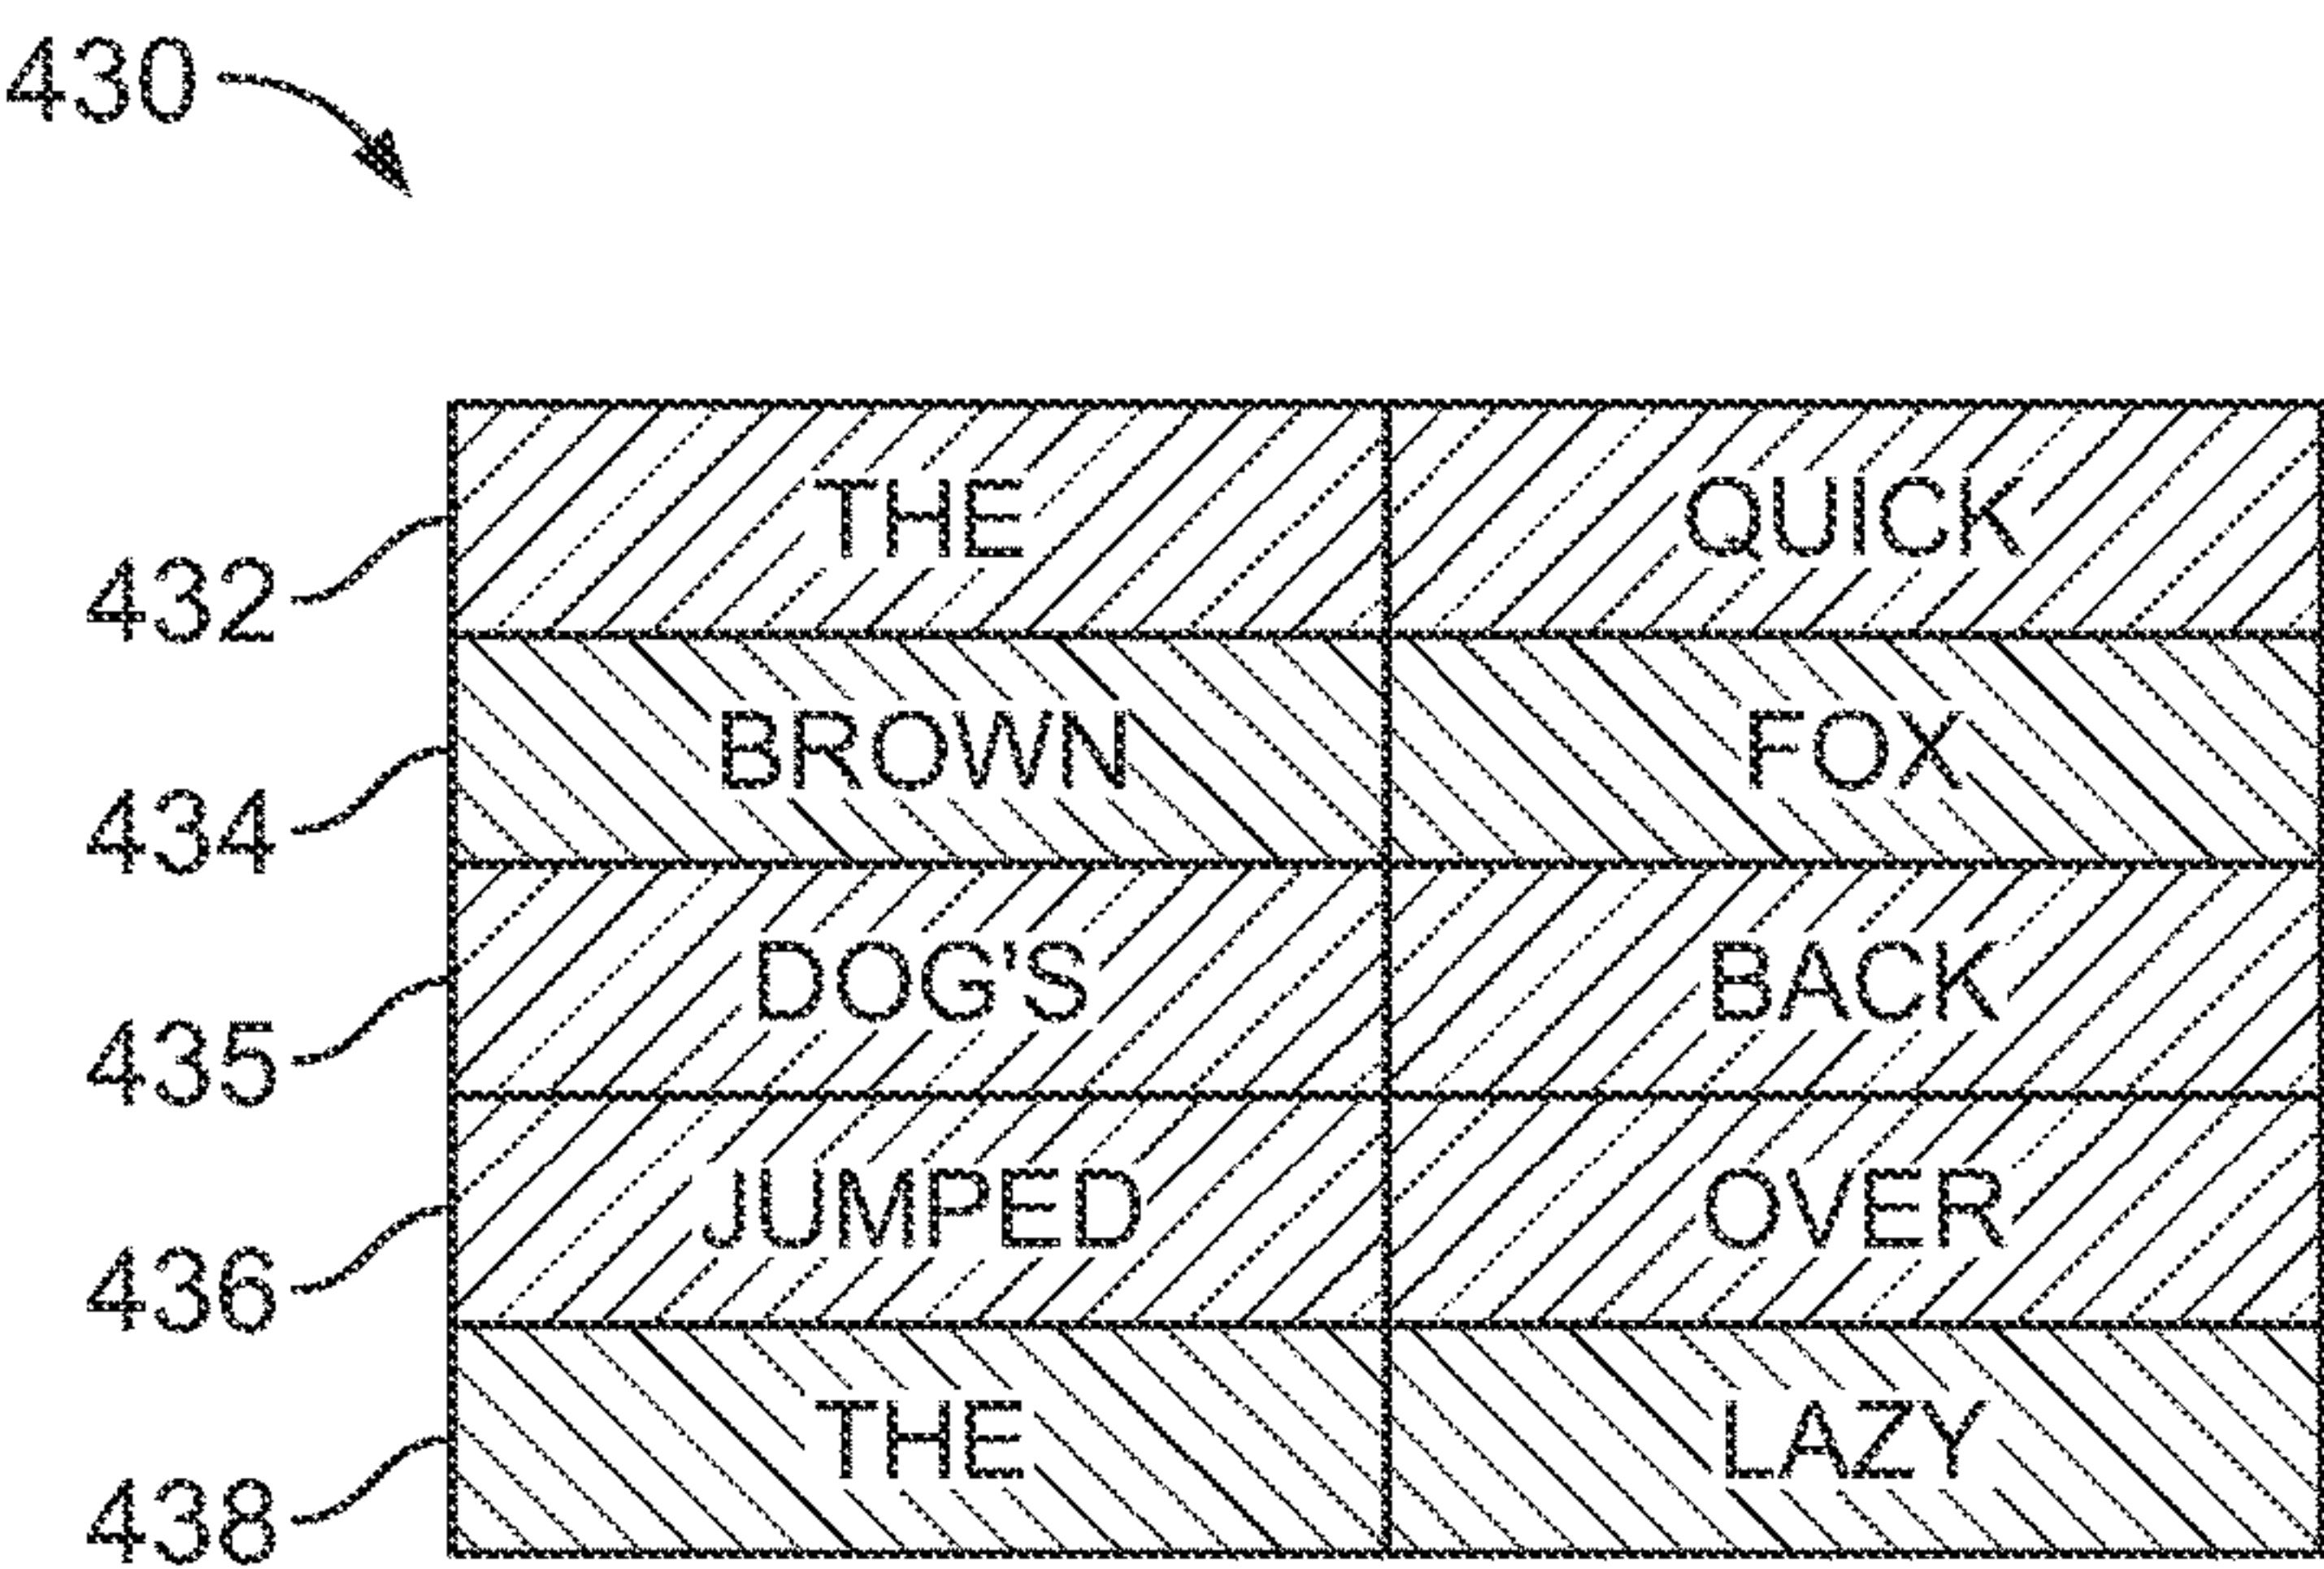 430
432 THE QUICK
434 BROWN FOX
435 DOG'S BACK
436 JUMPED OVER
438 THE LAZY